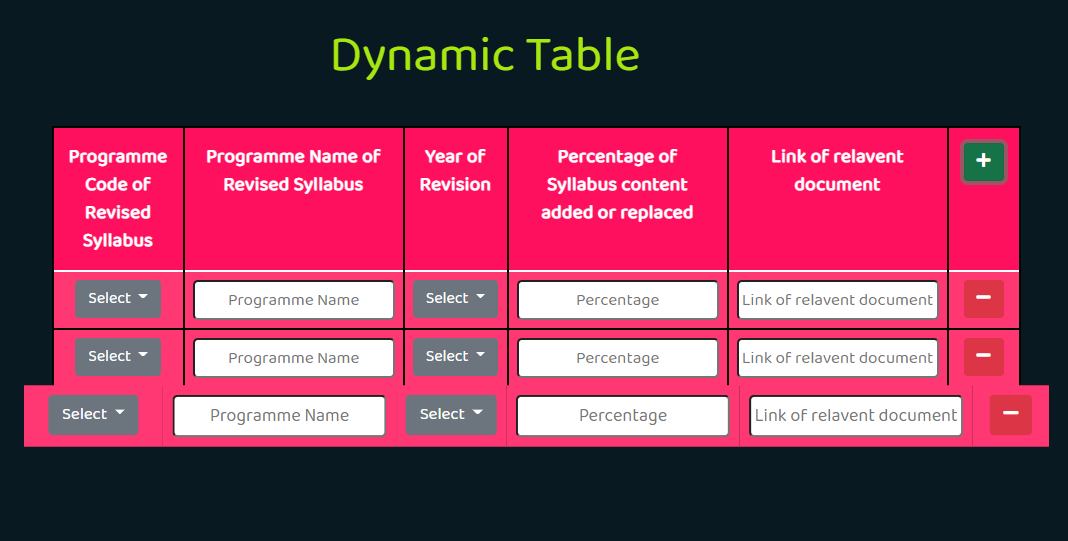 Dynamic Table
Programme
Code of
Revised
Syllabus
Programme Name of
Revised Syllabus
Year of
Revision
Percentage of
Syllabus content
added or replaced
Link of relavent
document
+
Select Programme Name Select Percentage Link of relavent document −
Select Programme Name Select Percentage Link of relavent document −
Select Programme Name Select Percentage Link of relavent document −